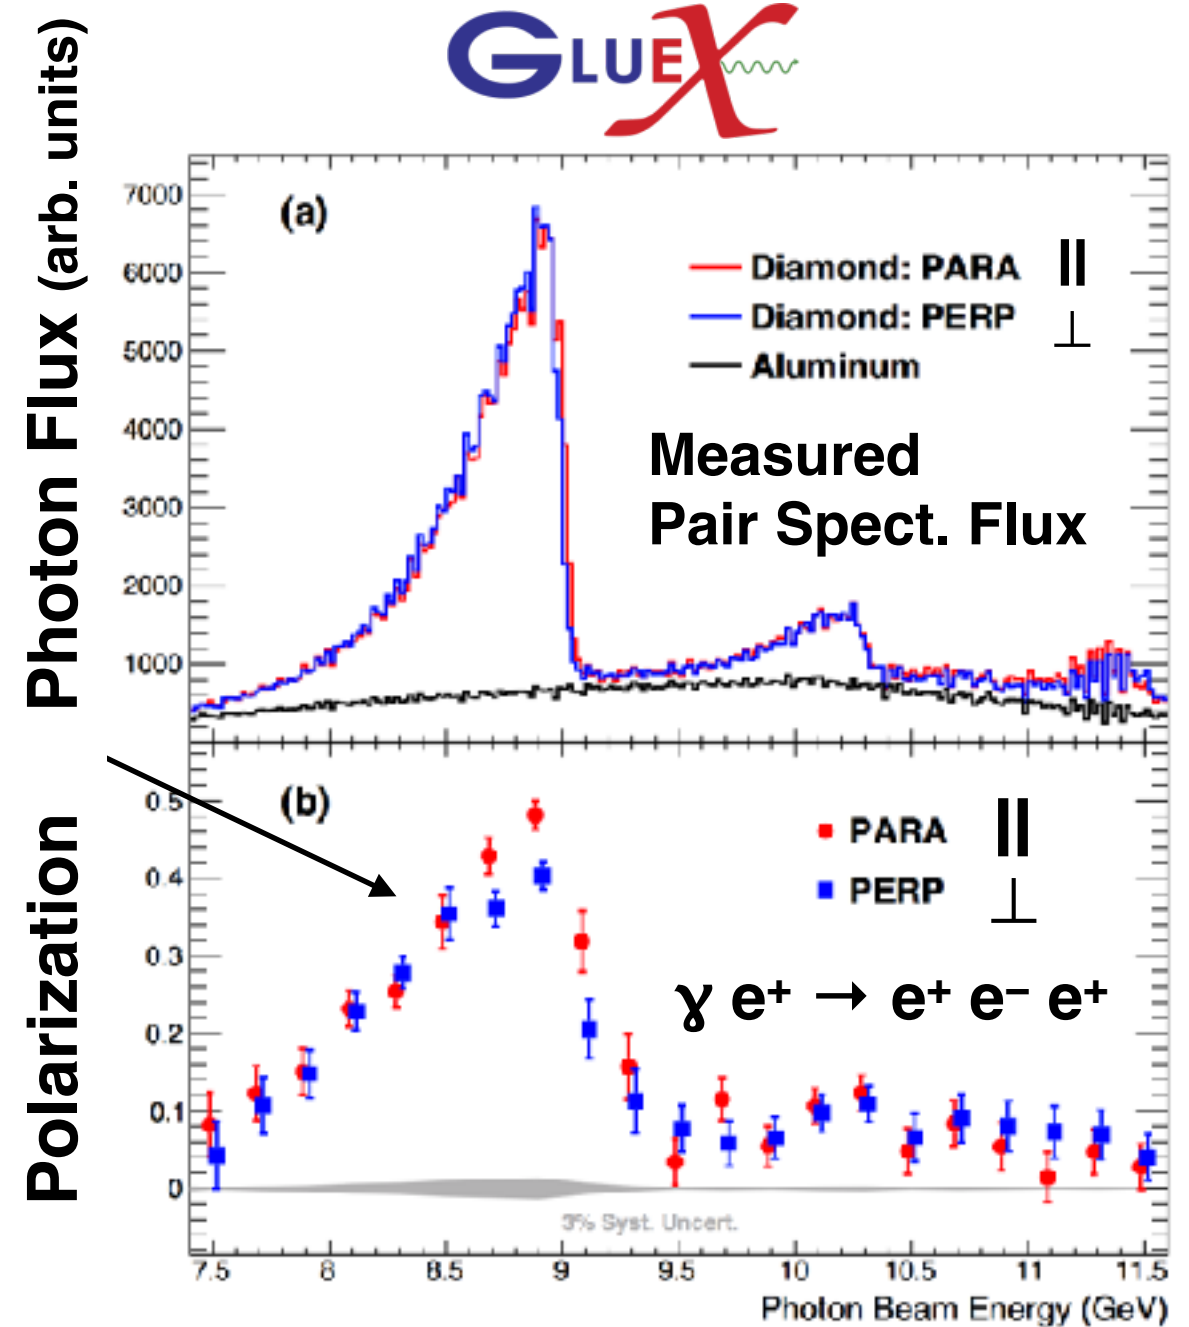 GLUEX
Photon Flux (arb. units)
7000
6000
5000
4000
3000
2000
1000
(a)
Diamond: PARA ||
Diamond: PERP ⊥
Aluminum
Measured
Pair Spect. Flux
Polarization
0.5
0.4
0.3
0.2
0.1
0
(b)
PARA ||
PERP ⊥
γ e⁺ → e⁺ e⁻ e⁺
3% Syst. Uncert.
7.5 8 8.5 9 9.5 10 10.5 11 11.5
Photon Beam Energy (GeV)